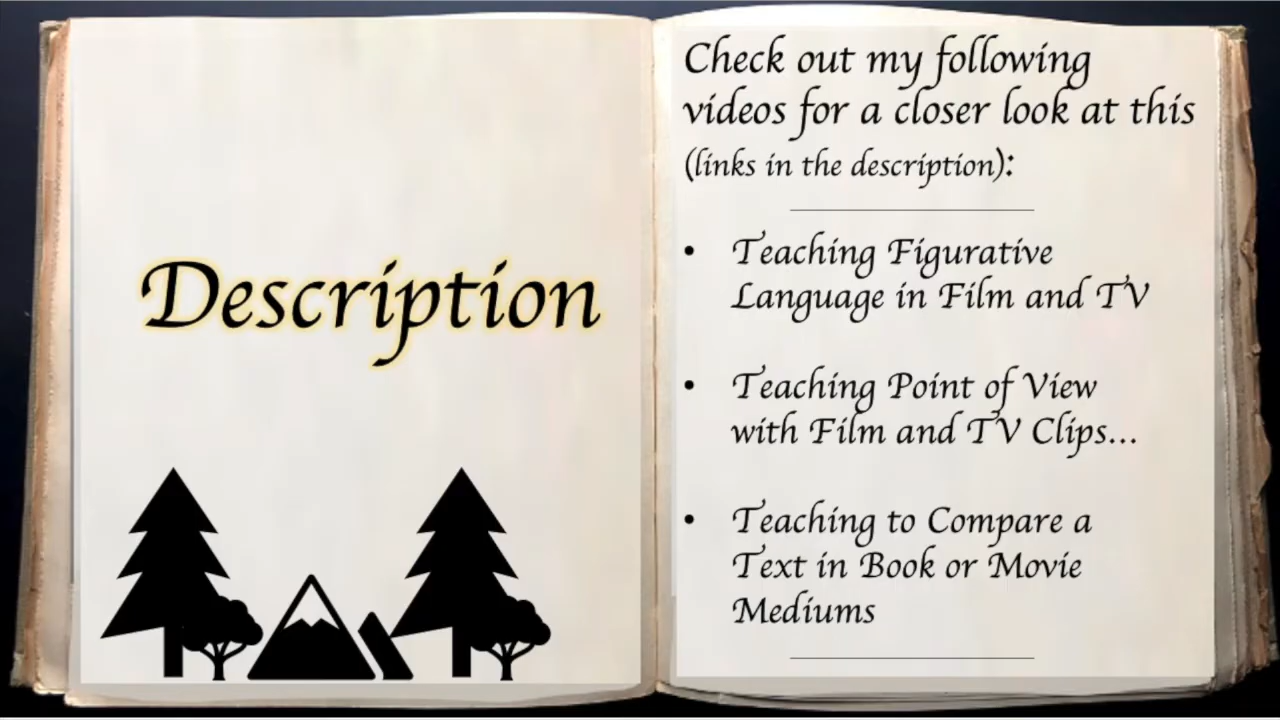 Description
Check out my following
videos for a closer look at this
(links in the description):
• Teaching Figurative
Language in Film and TV
• Teaching Point of View
with Film and TV Clips...
• Teaching to Compare a
Text in Book or Movie
Mediums